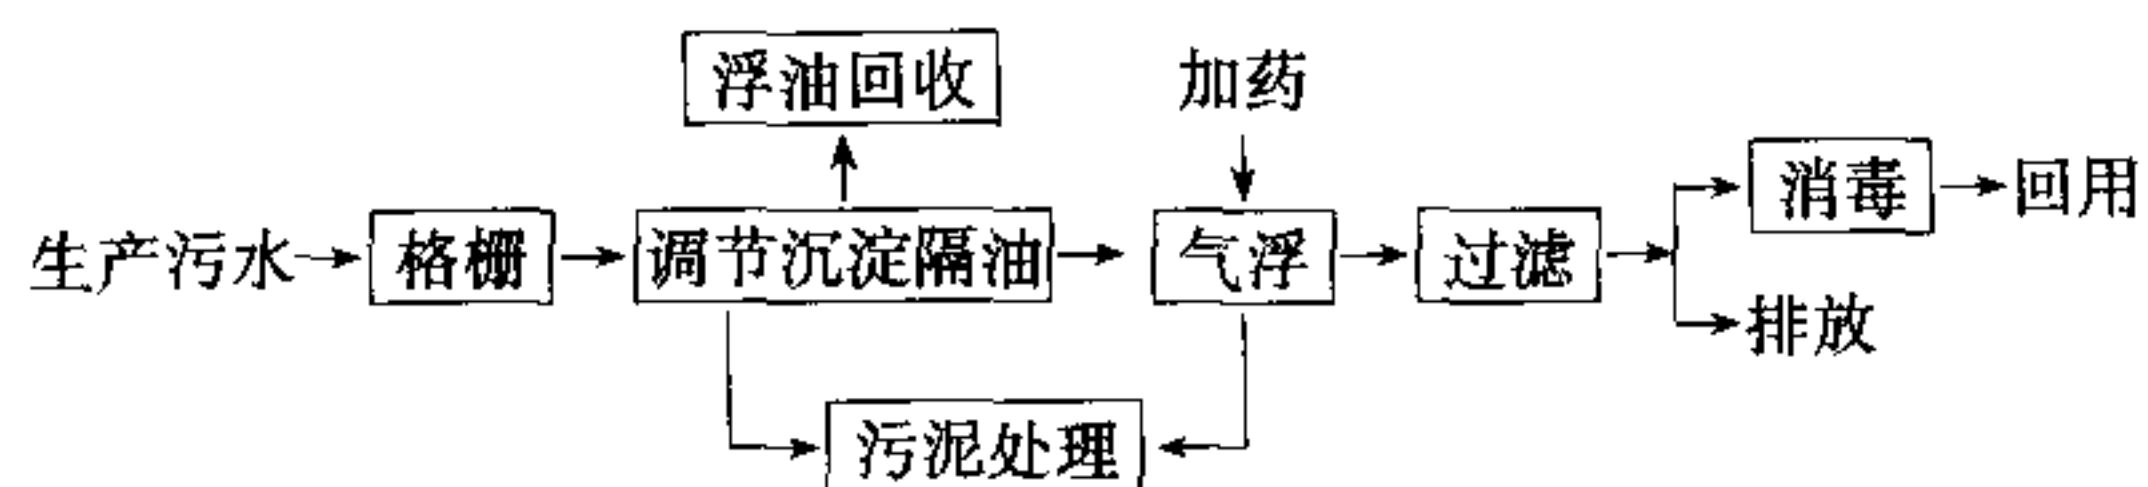 浮油回收
加药
消毒
回用
生产污水
格栅
调节沉淀隔油
气浮
过滤
排放
污泥处理